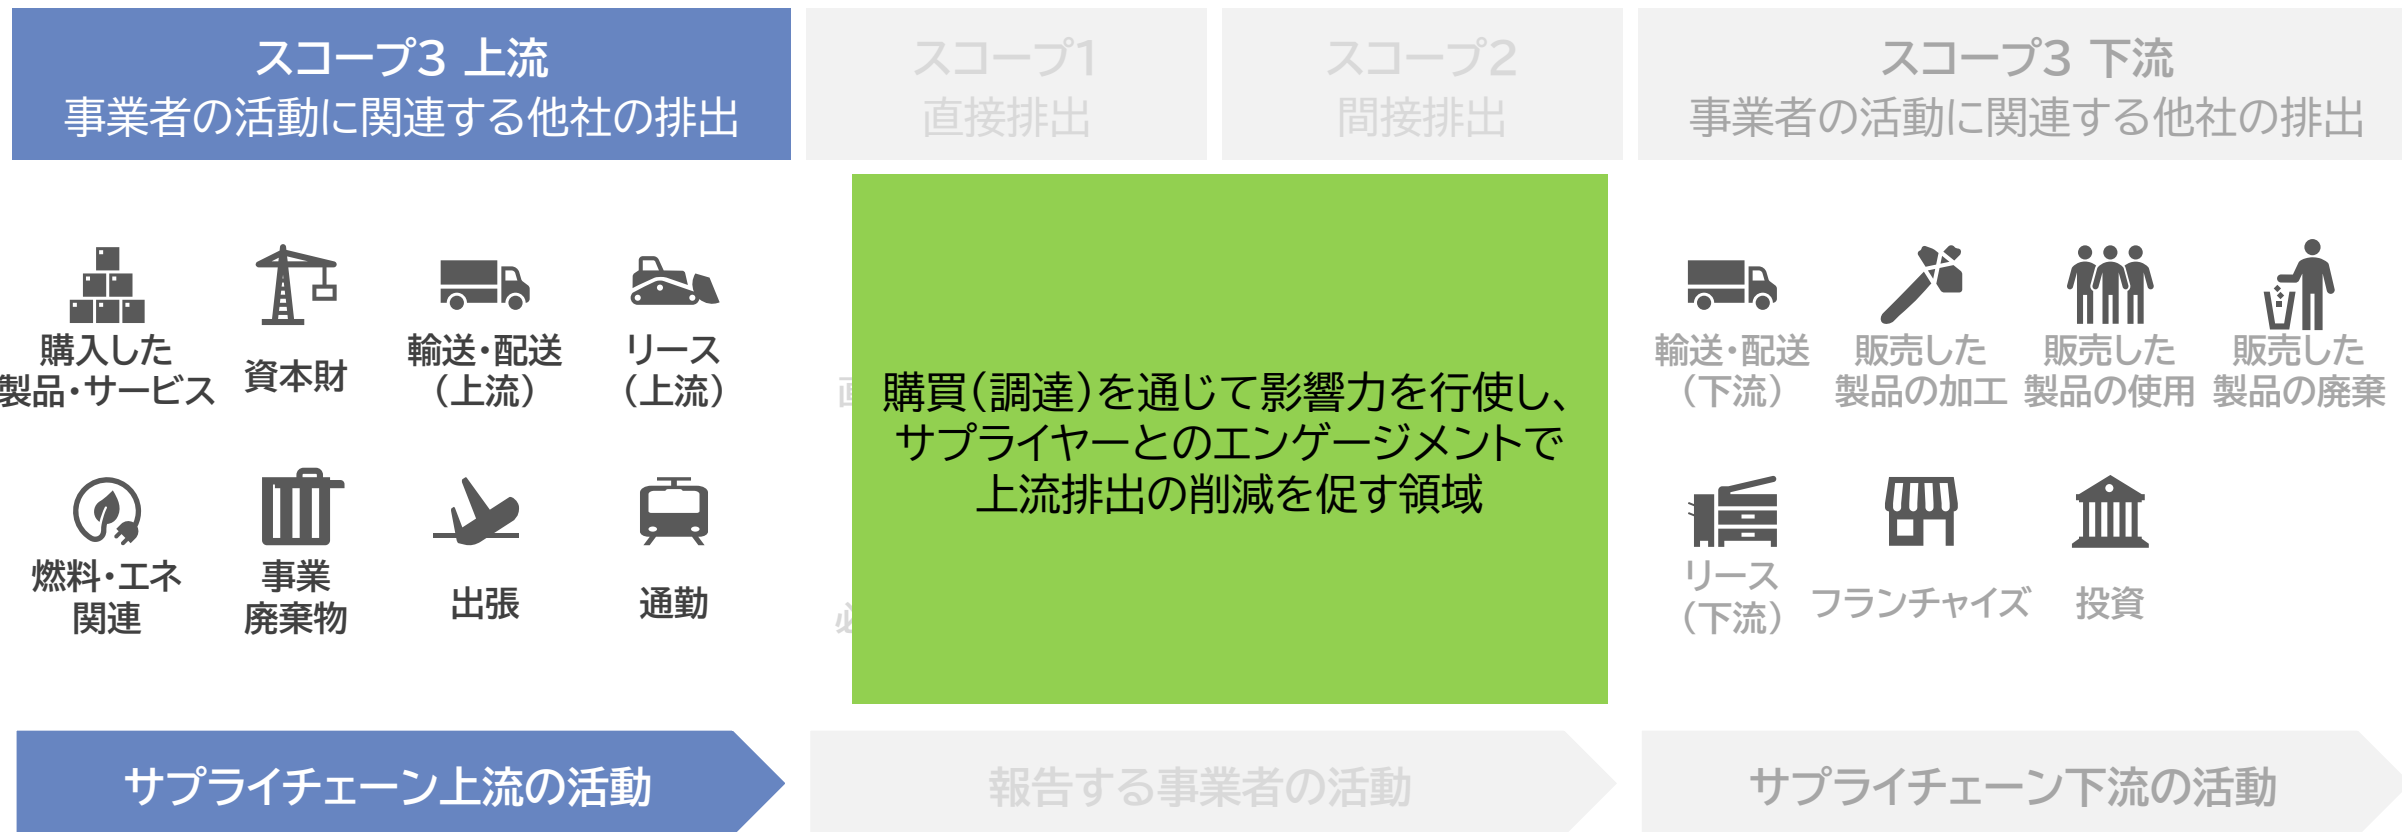 スコープ3 上流
事業者の活動に関連する他社の排出
スコープ1
直接排出
スコープ2
間接排出
スコープ3 下流
事業者の活動に関連する他社の排出
購入した
製品・サービス
資本財
輸送・配送
（上流）
リース
（上流）
燃料・エネ
関連
事業
廃棄物
出張
通勤
購買（調達）を通じて影響力を行使し、
サプライヤーとのエンゲージメントで
上流排出の削減を促す領域
輸送・配送
（下流）
販売した
製品の加工
販売した
製品の使用
販売した
製品の廃棄
リース
（下流）
フランチャイズ
投資
サプライチェーン上流の活動
報告する事業者の活動
サプライチェーン下流の活動